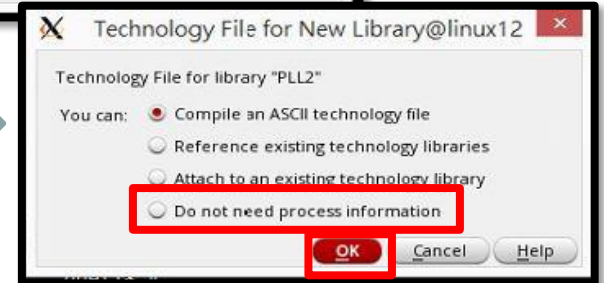 X Technology File for New Library@linux12 ×
Technology File for library "PLL2"
You can: Compile an ASCII technology file
Reference existing technology libraries
Attach to an existing technology library
Do not need process information
OK Cancel Help